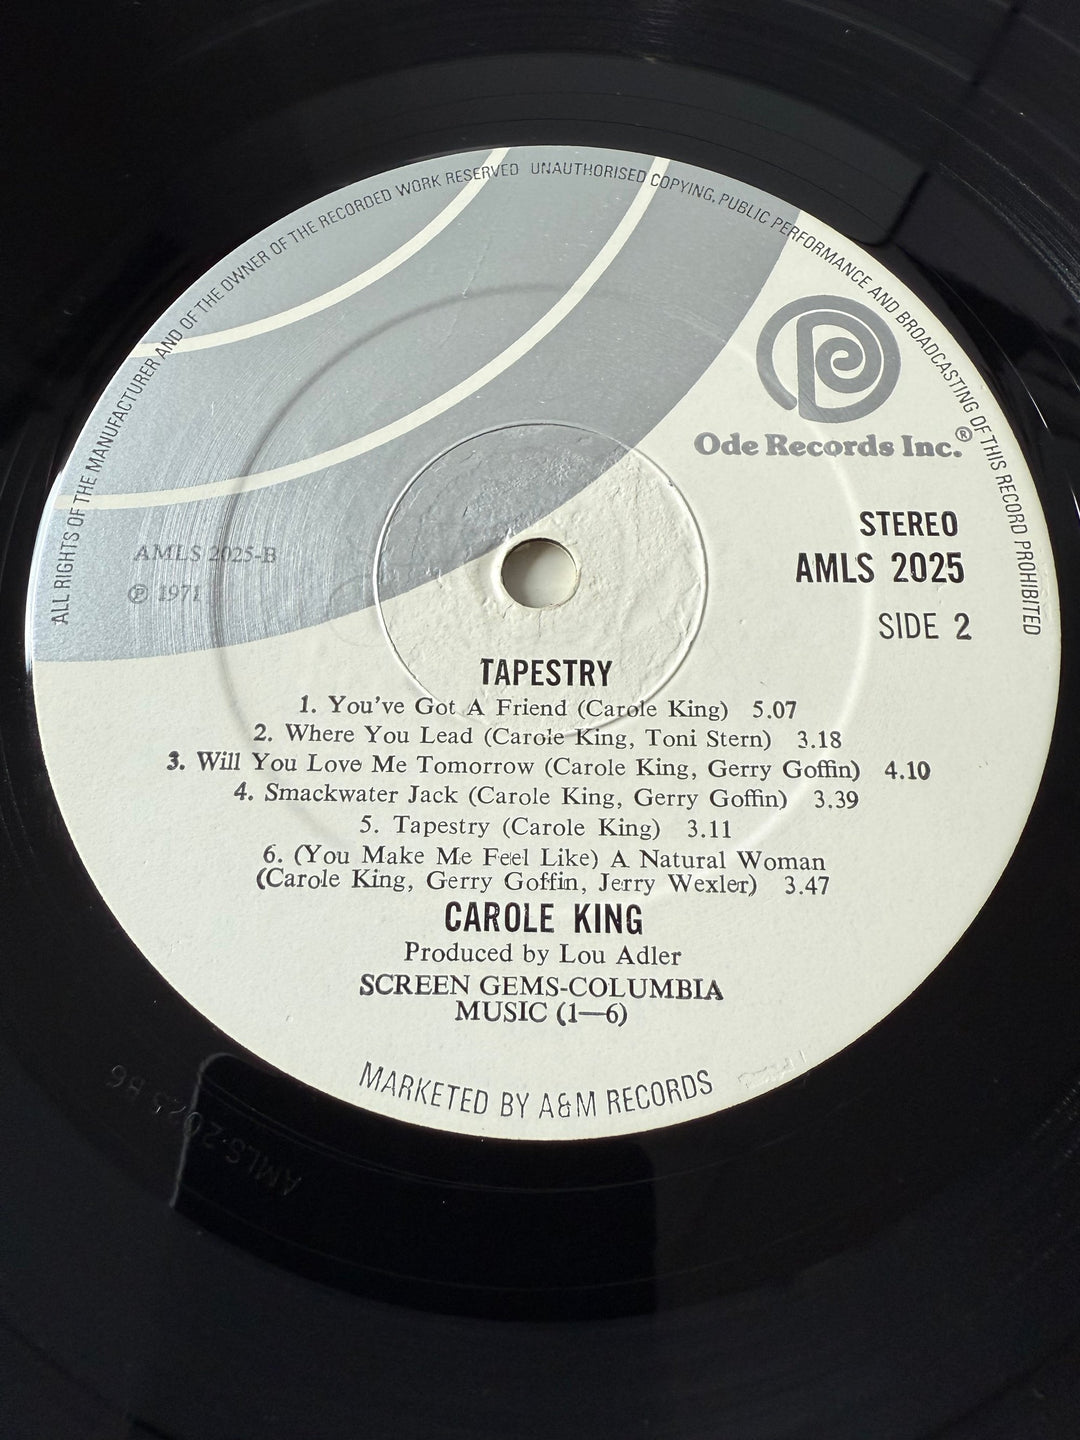 ALL RIGHTS OF THE MANUFACTURER AND OF THE OWNER OF THE RECORDED WORK RESERVED UNAUTHORISED COPYING, PUBLIC PERFORMANCE AND BROADCASTING OF THIS RECORD PROHIBITED
Ode Records Inc.®
STEREO
AMLS 2025
SIDE 2
AMLS 2025-B
℗ 1971
TAPESTRY
1. You've Got A Friend (Carole King) 5.07
2. Where You Lead (Carole King, Toni Stern) 3.18
3. Will You Love Me Tomorrow (Carole King, Gerry Goffin) 4.10
4. Smackwater Jack (Carole King, Gerry Goffin) 3.39
5. Tapestry (Carole King) 3.11
6. (You Make Me Feel Like) A Natural Woman
(Carole King, Gerry Goffin, Jerry Wexler) 3.47
CAROLE KING
Produced by Lou Adler
SCREEN GEMS-COLUMBIA
MUSIC (1—6)
MARKETED BY A&M RECORDS
AMLS·2025 B6